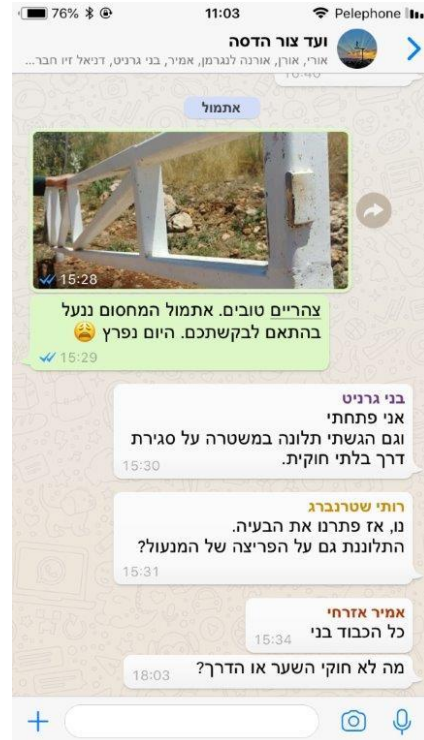 76% 11:03 Pelephone
ועד צור הדסה
אורי, אורן, אורנה לנגרמן, אמיר, בני גרניט, דניאל זיו חבר...
אתמול
15:28
צהריים טובים. אתמול המחסום ננעל
בהתאם לבקשתכם. היום נפרץ 😩
15:29
בני גרניט
אני פתחתי
וגם הגשתי תלונה במשטרה על סגירת
דרך בלתי חוקית.
15:30
רותי שטרנברג
נו, אז פתרנו את הבעיה.
התלוננת גם על הפריצה של המנעול?
15:31
אמיר אזרחי
כל הכבוד בני
15:34
מה לא חוקי השער או הדרך?
18:03